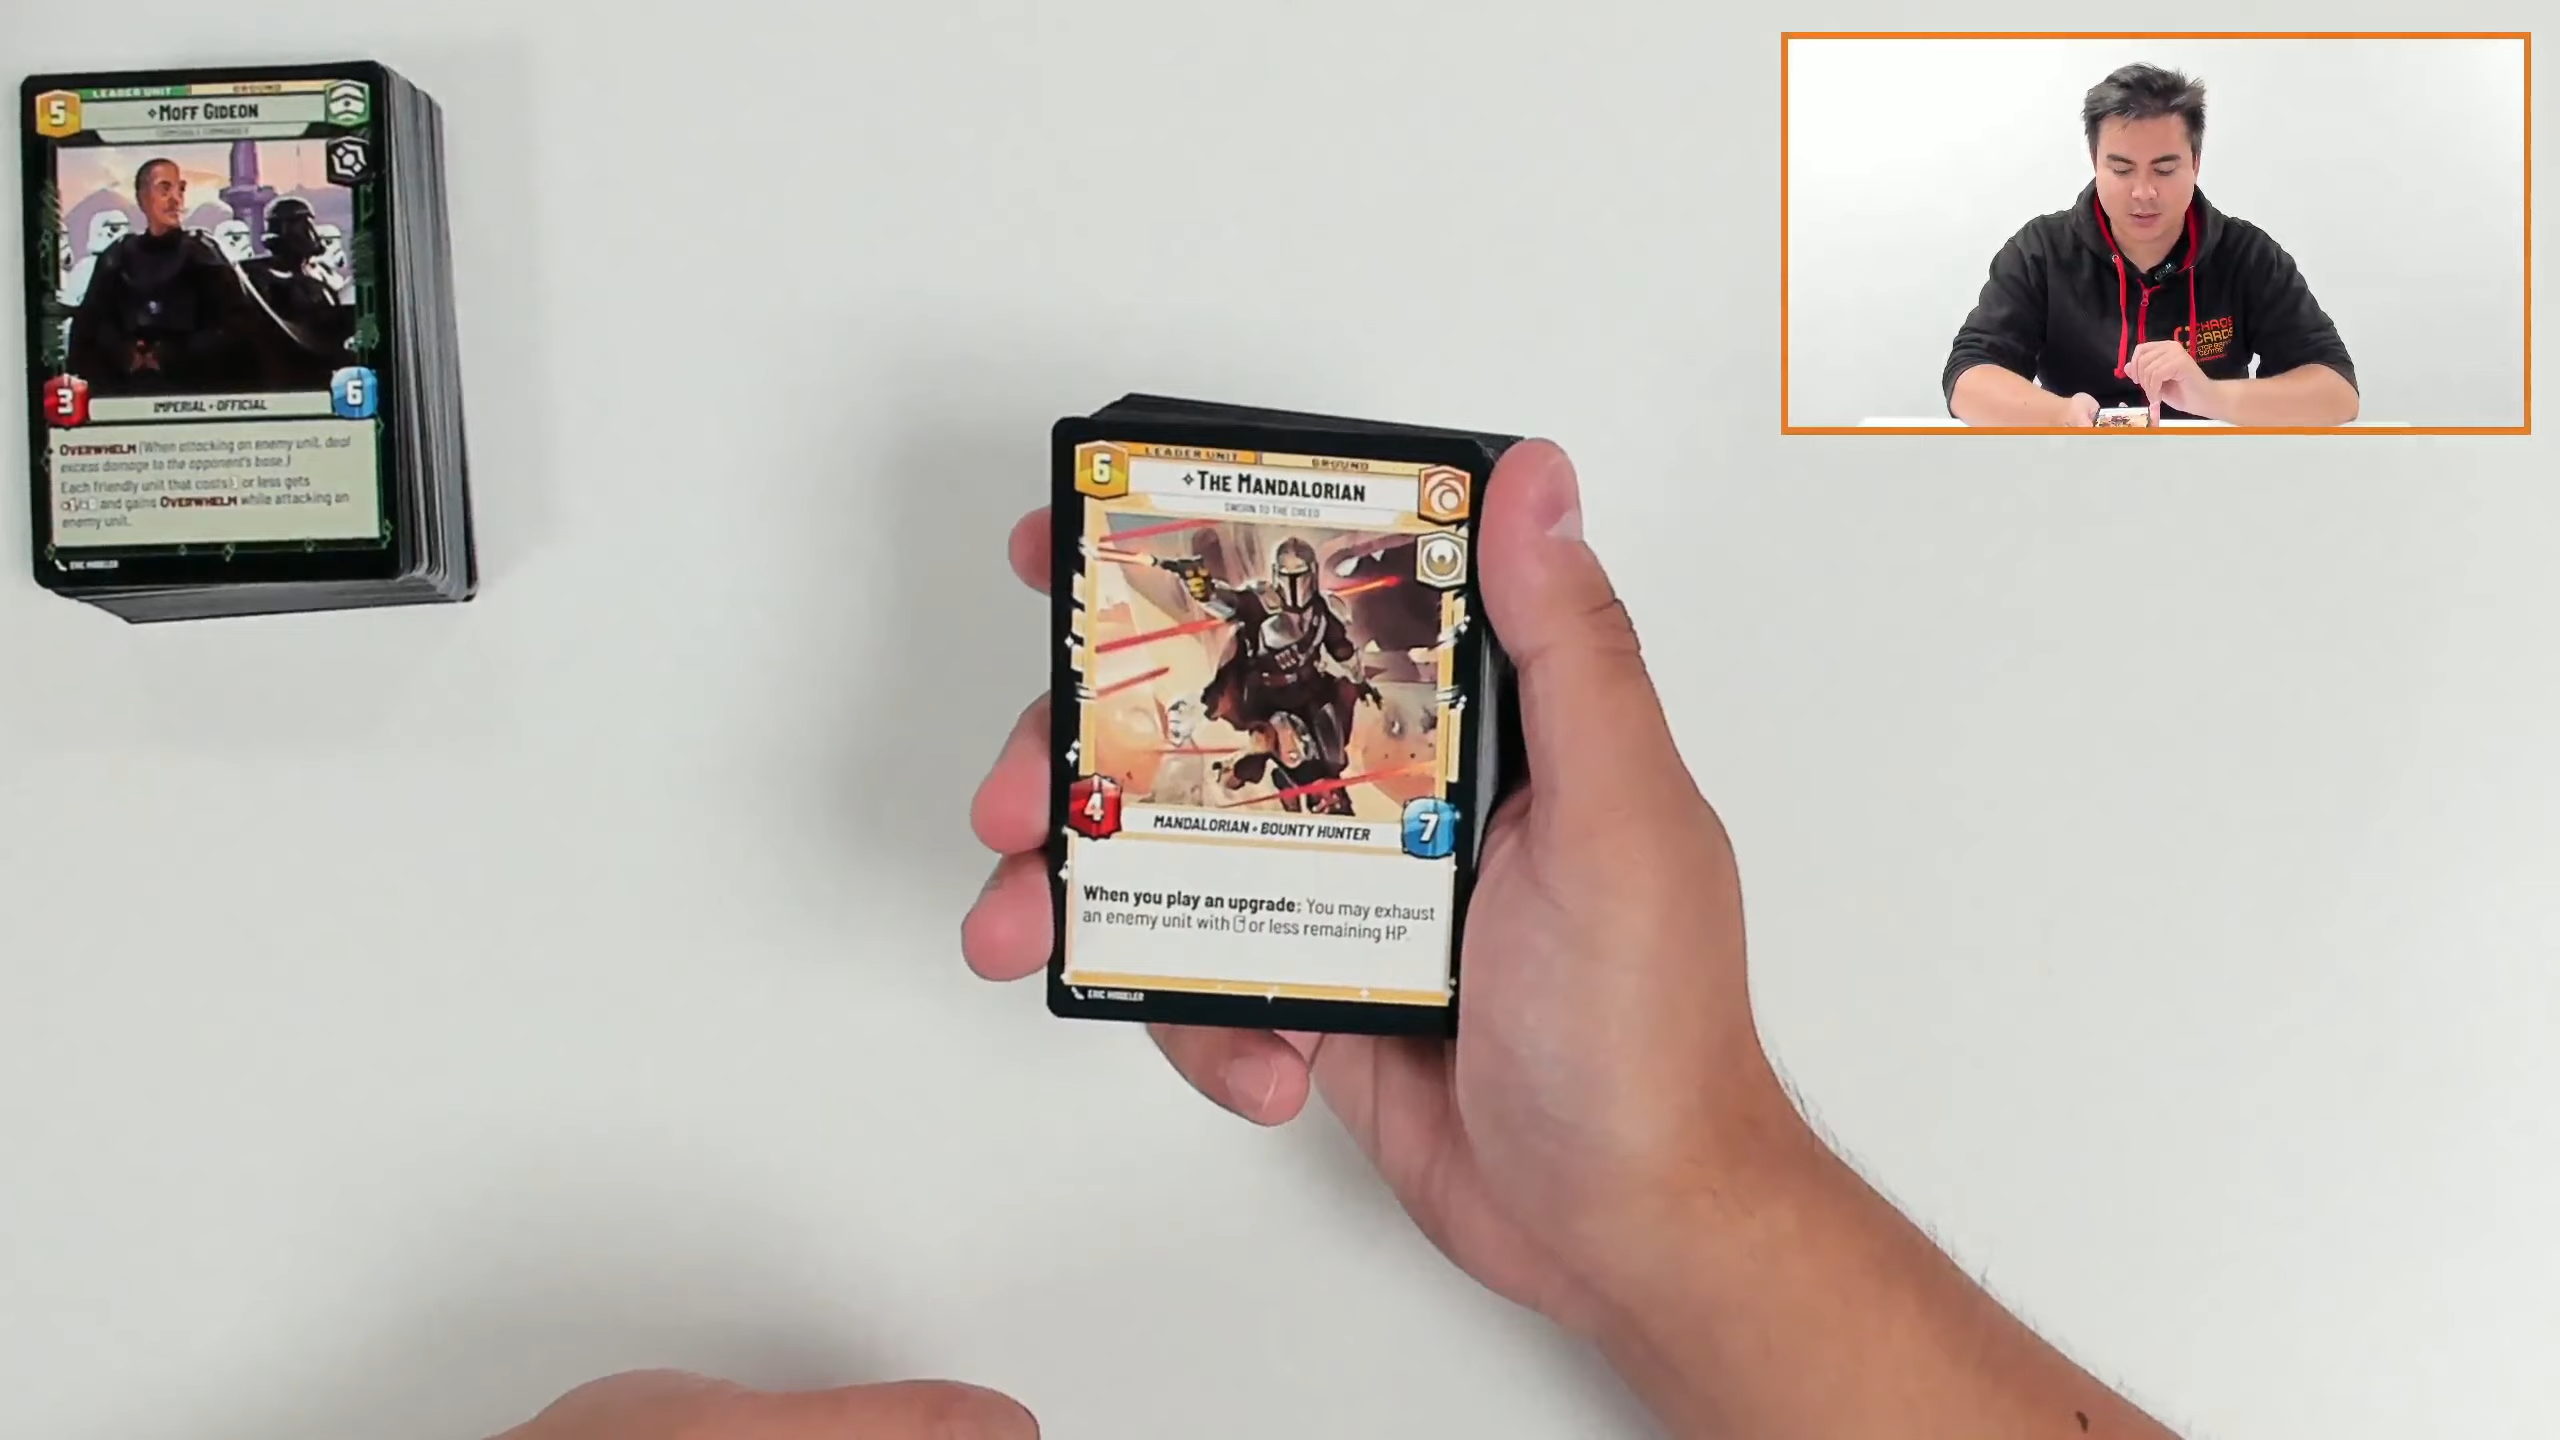 LEADER UNIT
GROUND
5
MOFF GIDEON
3
IMPERIAL • OFFICIAL
6
OVERWHELM (When attacking an enemy unit, deal
excess damage to the opponent's base.)
Each friendly unit that costs 3 or less gets
and gains OVERWHELM while attacking an
enemy unit.
LEADER UNIT
GROUND
6
THE MANDALORIAN
SWORN TO THE CREED
4
MANDALORIAN • BOUNTY HUNTER
7
When you play an upgrade: You may exhaust
an enemy unit with or less remaining HP.
CHAOS
CARDS